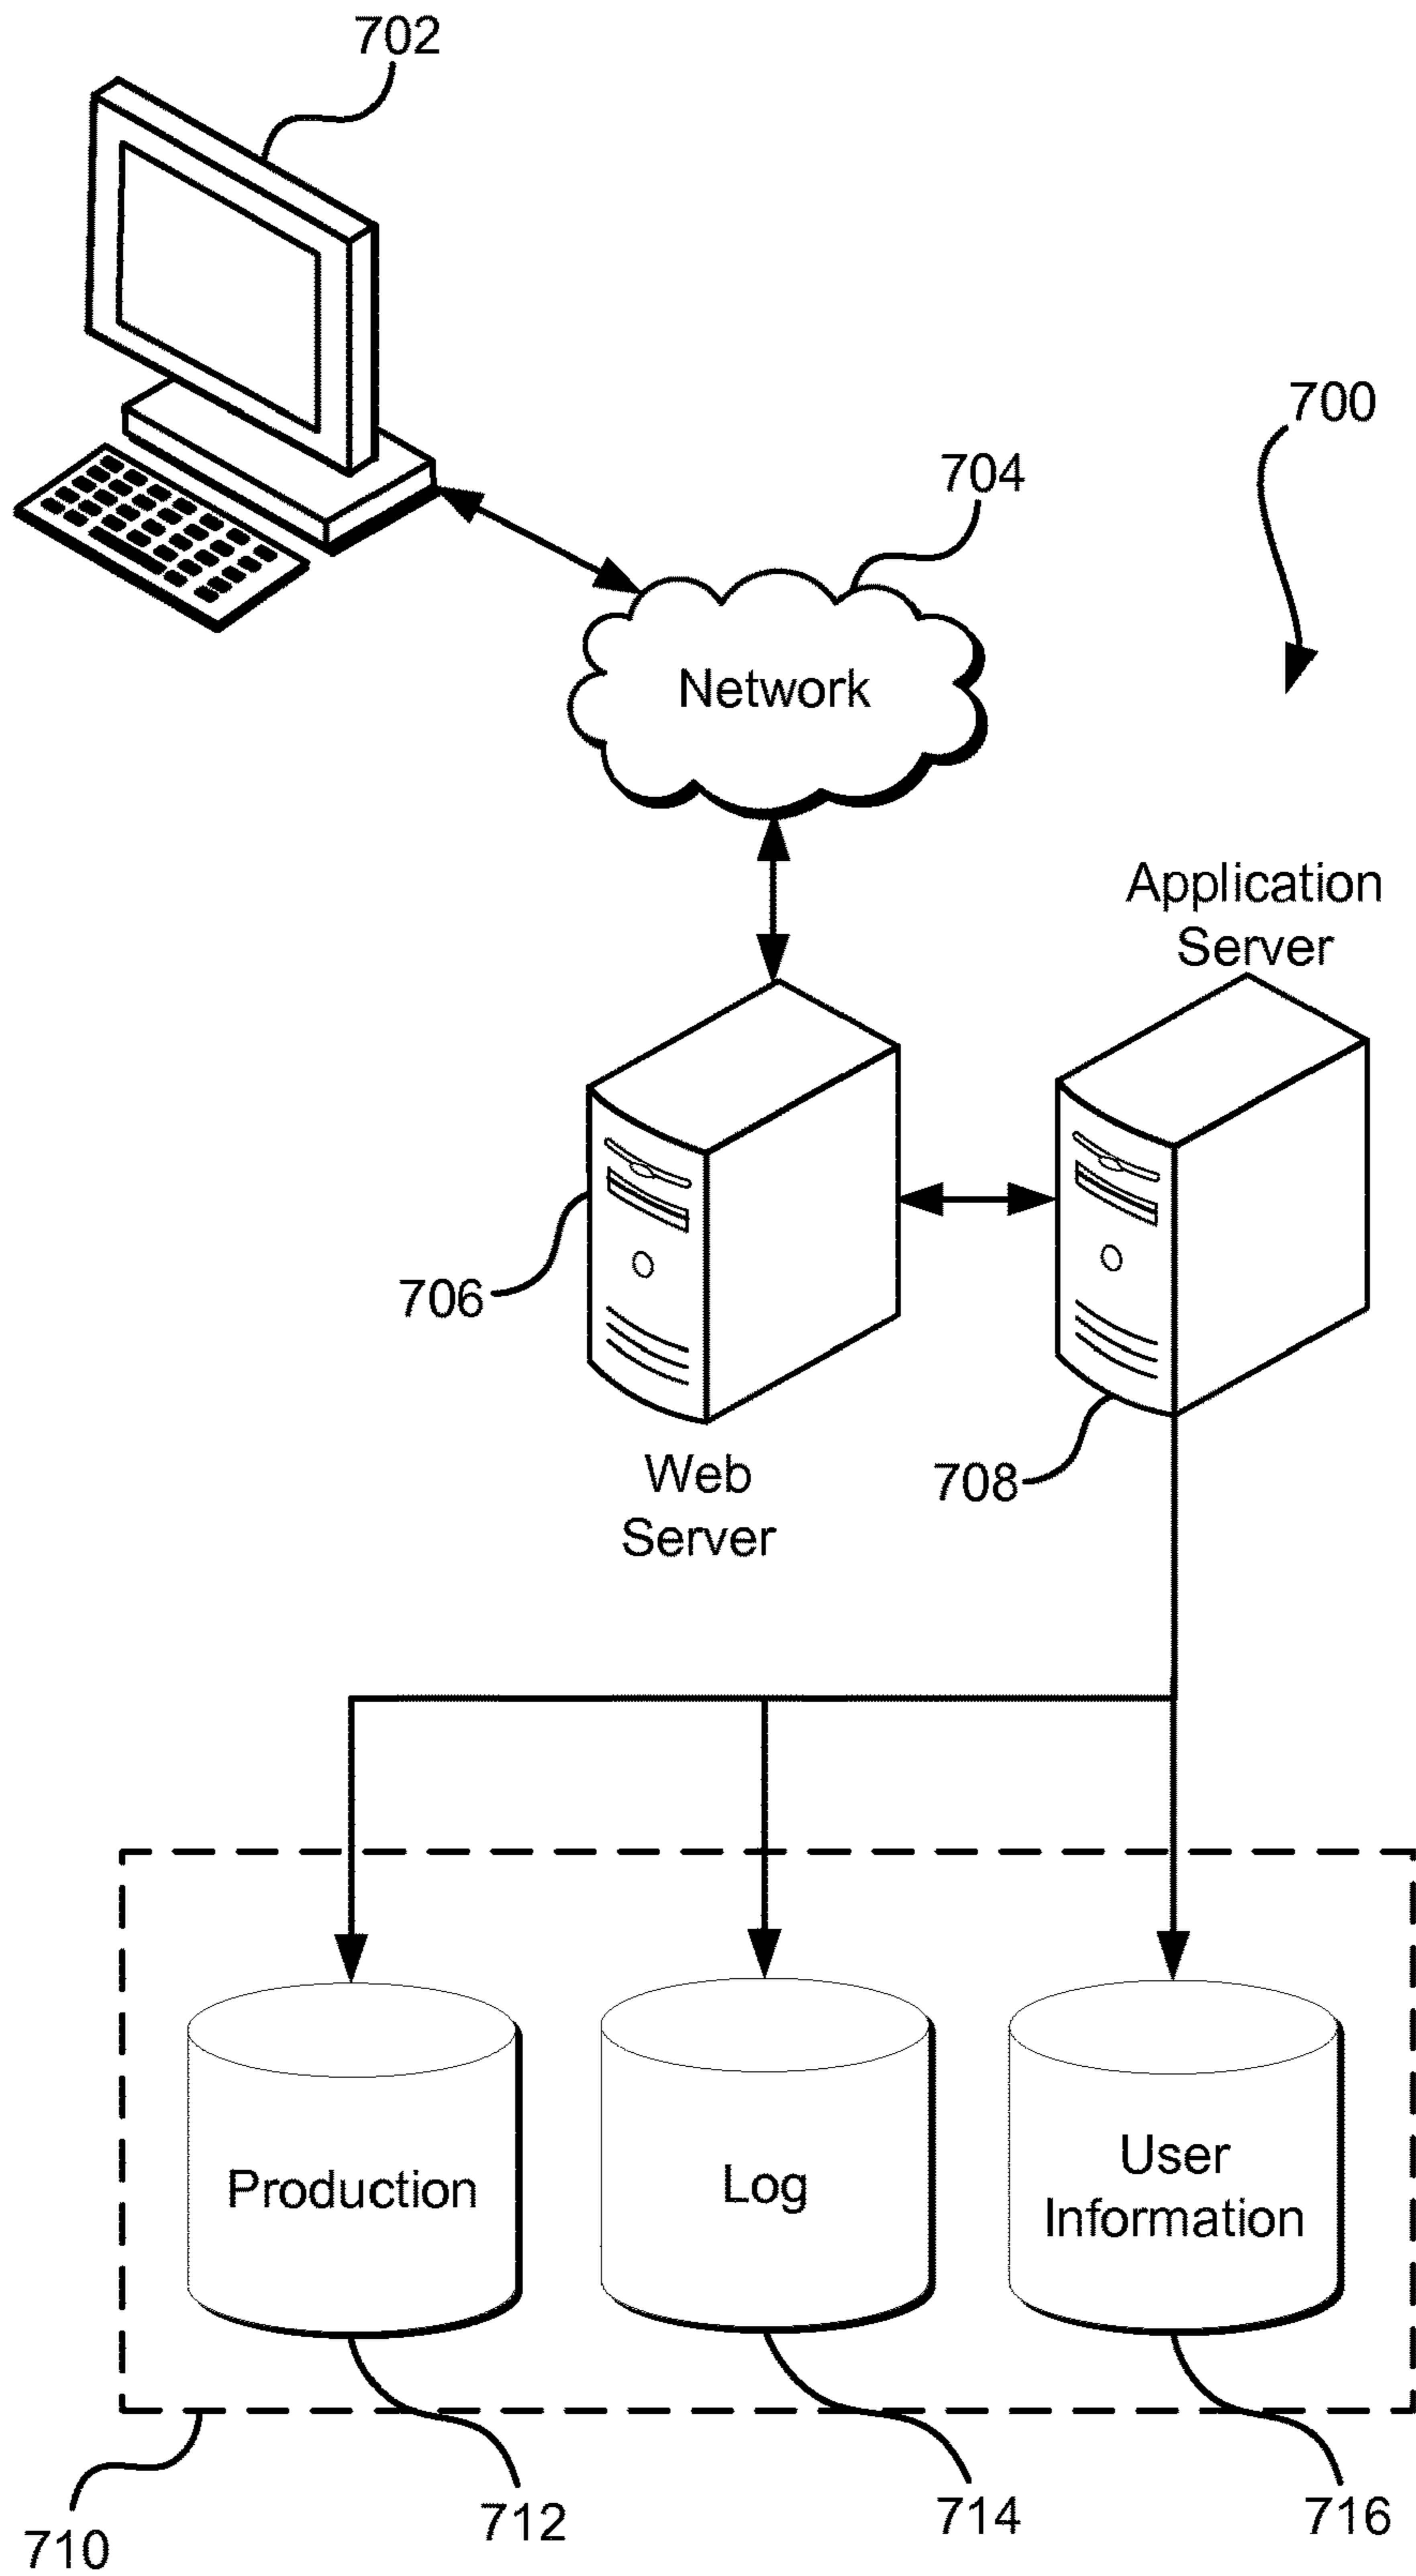 702
700
704
Network
Application
Server
706
708
Web
Server
Production
Log
User
Information
710
712
714
716